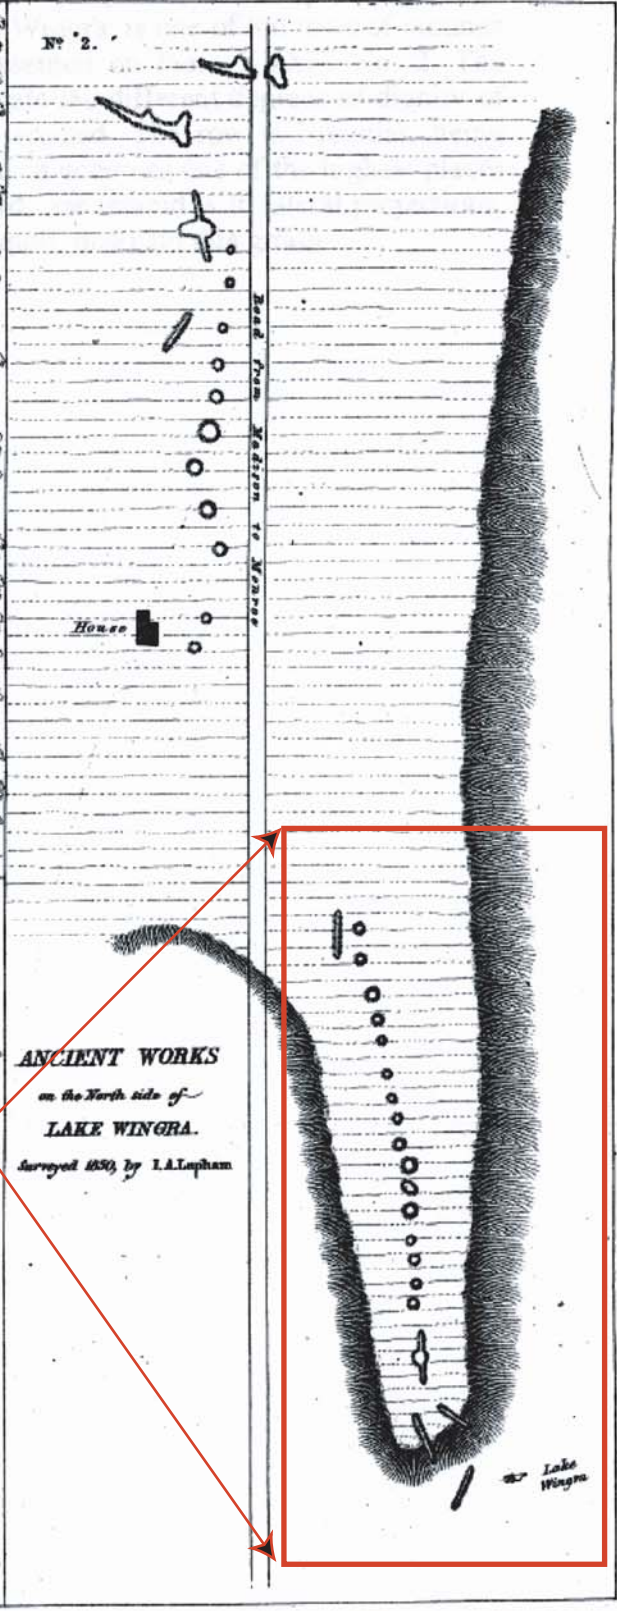 Nº 2.
Road from Madison to Monroe
House
ANCIENT WORKS
on the North side of
LAKE WINGRA.
Surveyed 1850, by I.A.Lapham
Lake
Wingra